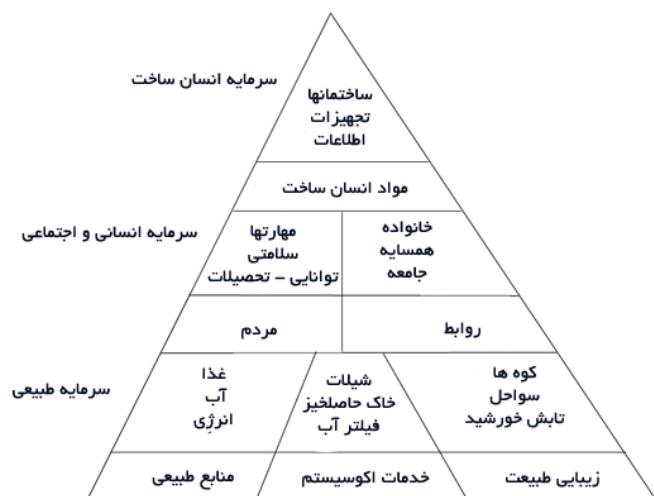 سرمایه انسان ساخت
ساختمانها
تجهیزات
اطلاعات
مواد انسان ساخت
سرمایه انسانی و اجتماعی
خانواده
همسایه
جامعه
مهارتها
سلامتی
توانایی – تحصیلات
روابط
مردم
سرمایه طبیعی
کوه ها
سواحل
تابش خورشید
شیلات
خاک حاصلخیز
فیلتر آب
غذا
آب
انرژِی
زیبایی طبیعت
خدمات اکوسیستم
منابع طبیعی